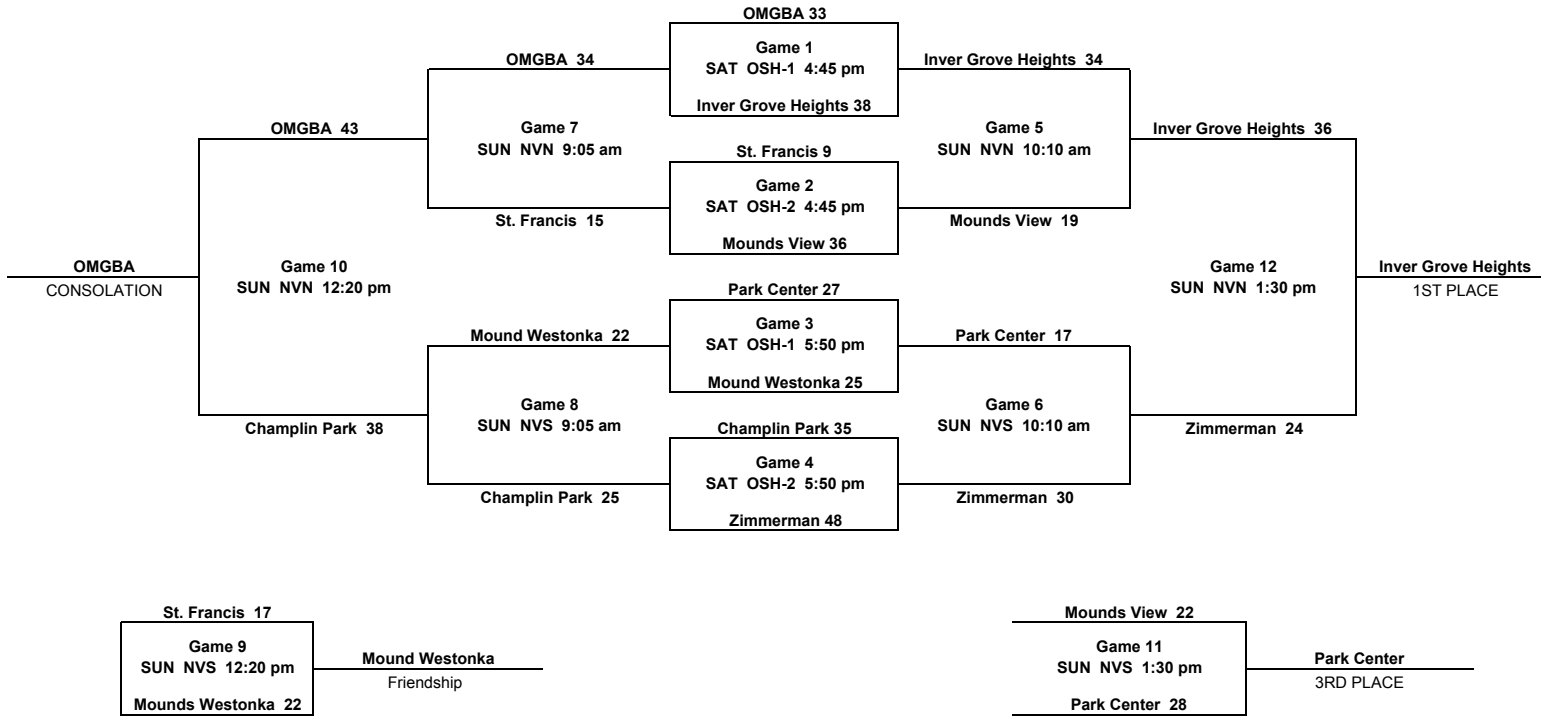 OMGBA 33
Game 1
SAT OSH-1 4:45 pm
Inver Grove Heights 38
OMGBA 34
Inver Grove Heights 34
OMGBA 43
Game 7
SUN NVN 9:05 am
Game 5
SUN NVN 10:10 am
Inver Grove Heights 36
St. Francis 9
Game 2
SAT OSH-2 4:45 pm
Mounds View 36
St. Francis 15
Mounds View 19
OMGBA
CONSOLATION
Game 10
SUN NVN 12:20 pm
Game 12
SUN NVN 1:30 pm
Inver Grove Heights
1ST PLACE
Park Center 27
Game 3
SAT OSH-1 5:50 pm
Mound Westonka 25
Mound Westonka 22
Park Center 17
Game 8
SUN NVS 9:05 am
Game 6
SUN NVS 10:10 am
Champlin Park 38
Zimmerman 24
Champlin Park 35
Game 4
SAT OSH-2 5:50 pm
Zimmerman 48
Champlin Park 25
Zimmerman 30
St. Francis 17
Game 9
SUN NVS 12:20 pm
Mounds Westonka 22
Mound Westonka
Friendship
Mounds View 22
Game 11
SUN NVS 1:30 pm
Park Center 28
Park Center
3RD PLACE